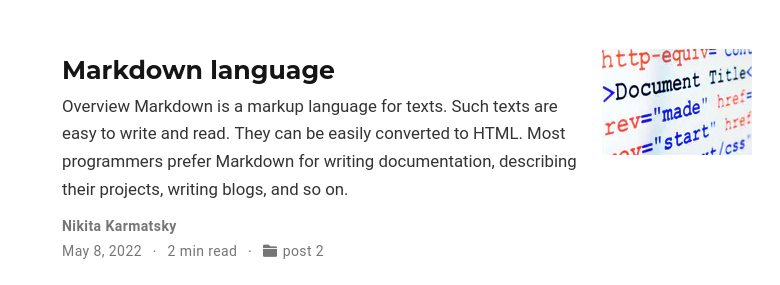 Markdown language
Overview Markdown is a markup language for texts. Such texts are
easy to write and read. They can be easily converted to HTML. Most
programmers prefer Markdown for writing documentation, describing
their projects, writing blogs, and so on.
Nikita Karmatsky
May 8, 2022 · 2 min read · post 2
http-equiv="cont
>Document Title<
rev="made" href=
rev="start" href
t/css"